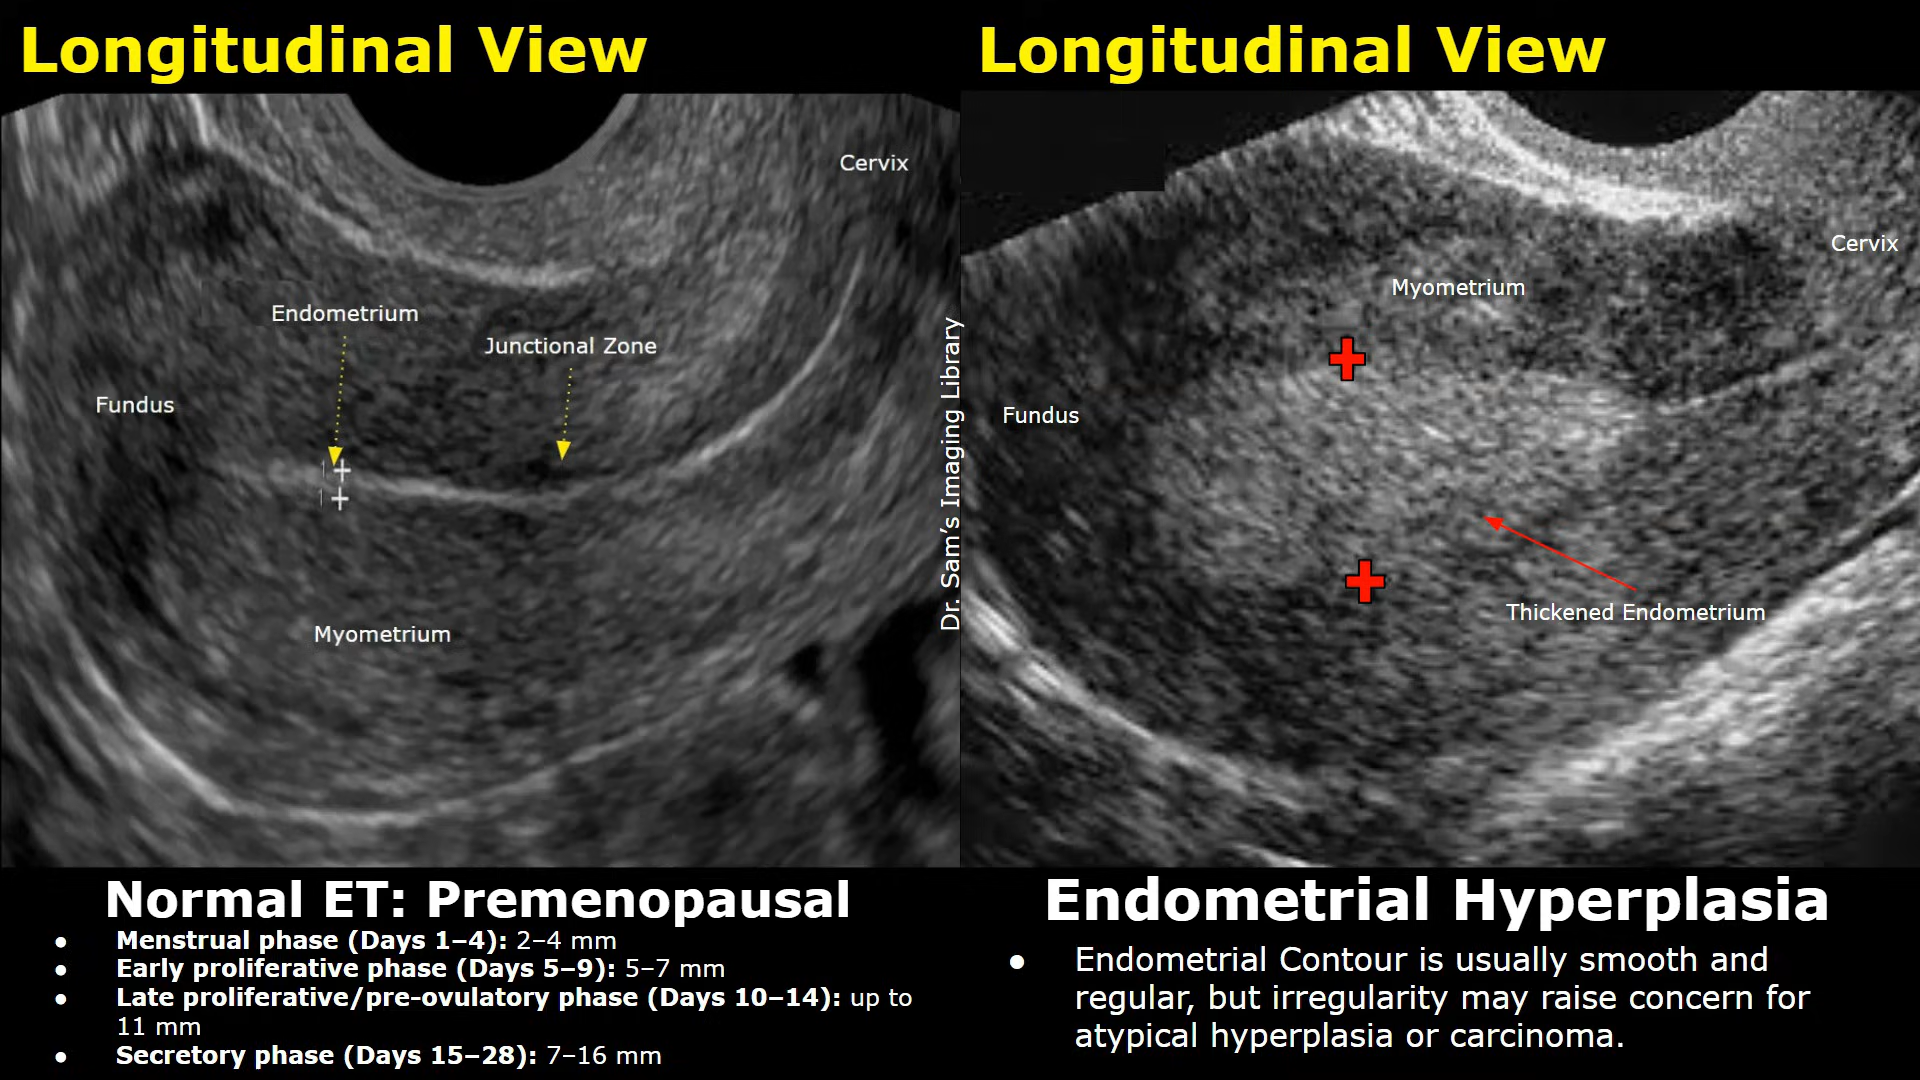 Longitudinal View
Cervix
Endometrium
Junctional Zone
Fundus
Myometrium
Normal ET: Premenopausal
● Menstrual phase (Days 1–4): 2–4 mm
● Early proliferative phase (Days 5–9): 5–7 mm
● Late proliferative/pre-ovulatory phase (Days 10–14): up to
11 mm
● Secretory phase (Days 15–28): 7–16 mm
Dr. Sam’s Imaging Library
Longitudinal View
Cervix
Myometrium
Fundus
Thickened Endometrium
Endometrial Hyperplasia
● Endometrial Contour is usually smooth and
regular, but irregularity may raise concern for
atypical hyperplasia or carcinoma.